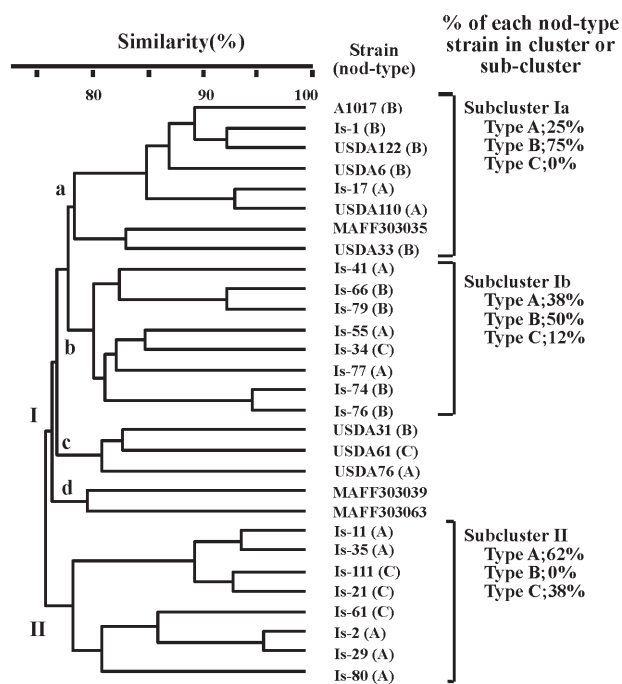 Similarity(%)
Strain
(nod-type)
% of each nod-type
strain in cluster or
sub-cluster
80 90 100
A1017 (B)
Is-1 (B)
USDA122 (B)
USDA6 (B)
Is-17 (A)
USDA110 (A)
MAFF303035
USDA33 (B)
Is-41 (A)
Is-66 (B)
Is-79 (B)
Is-55 (A)
Is-34 (C)
Is-77 (A)
Is-74 (B)
Is-76 (B)
USDA31 (B)
USDA61 (C)
USDA76 (A)
MAFF303039
MAFF303063
Is-11 (A)
Is-35 (A)
Is-111 (C)
Is-21 (C)
Is-61 (C)
Is-2 (A)
Is-29 (A)
Is-80 (A)
Subcluster Ia
Type A;25%
Type B;75%
Type C;0%
Subcluster Ib
Type A;38%
Type B;50%
Type C;12%
Subcluster II
Type A;62%
Type B;0%
Type C;38%
a
b
I
c
d
II